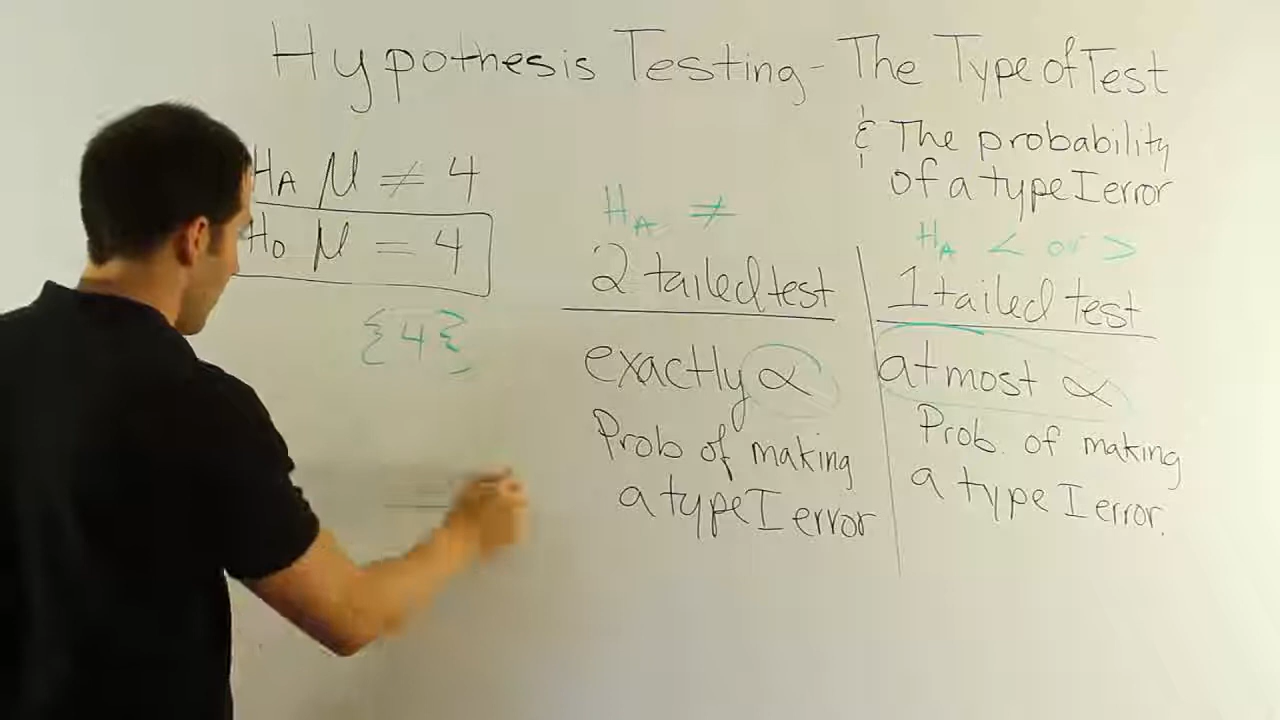 Hypothesis Testing - The Type of Test
& The probability
of a type I error
HA μ ≠ 4
H0 μ = 4
{4}
HA ≠
2 tailed test
exactly α
Prob of making
a type I error
HA < or >
1 tailed test
at most α
Prob. of making
a type I error.